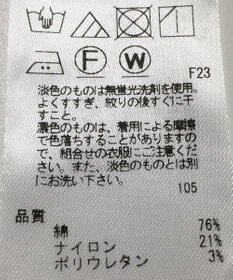 F W F23
淡色のものは無蛍光洗剤を使用。
よくすすぎ、絞りの後すぐに干
すこと。
濃色のものは、着用による摩擦
で色落ちすることがありますの
で、組合せの衣服にご注意くださ
い。また、淡色のものとは別に
お洗い下さい。
105
品質
綿 76%
ナイロン 21%
ポリウレタン 3%